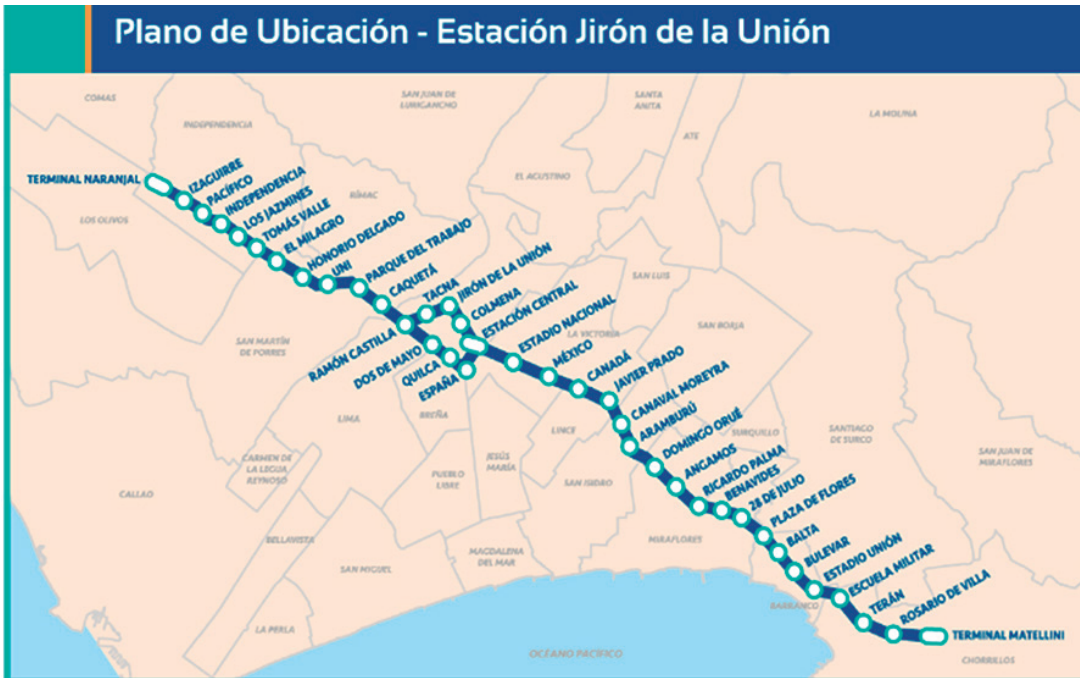 Plano de Ubicación - Estación Jirón de la Unión
COMAS
SAN JUAN DE
LURIGANCHO
SANTA
ANITA
LA MOLINA
INDEPENDENCIA
ATE
EL AGUSTINO
RÍMAC
LOS OLIVOS
TERMINAL NARANJAL
IZAGUIRRE
PACÍFICO
INDEPENDENCIA
LOS JAZMINES
TOMÁS VALLE
EL MILAGRO
HONORIO DELGADO
UNI
PARQUE DEL TRABAJO
CAQUETÁ
RAMÓN CASTILLA
TACNA
JIRÓN DE LA UNIÓN
COLMENA
ESTACIÓN CENTRAL
DOS DE MAYO
QUILCA
ESPAÑA
ESTADIO NACIONAL
MÉXICO
CANADÁ
JAVIER PRADO
CANAVAL MOREYRA
ARAMBURÚ
DOMINGO ORUÉ
ANGAMOS
RICARDO PALMA
BENAVIDES
28 DE JULIO
PLAZA DE FLORES
BALTA
BULEVAR
ESTADIO UNIÓN
ESCUELA MILITAR
TERÁN
ROSARIO DE VILLA
TERMINAL MATELLINI
SAN LUIS
LA VICTORIA
SAN BORJA
SAN MARTÍN
DE PORRES
LIMA
BREÑA
LINCE
SURQUILLO
SANTIAGO
DE SURCO
SAN JUAN DE
MIRAFLORES
CARMEN DE
LA LEGUA
REYNOSO
JESÚS
MARÍA
PUEBLO
LIBRE
SAN ISIDRO
CALLAO
BELLAVISTA
MIRAFLORES
MAGDALENA
DEL MAR
SAN MIGUEL
BARRANCO
LA PERLA
OCÉANO PACÍFICO
CHORRILLOS